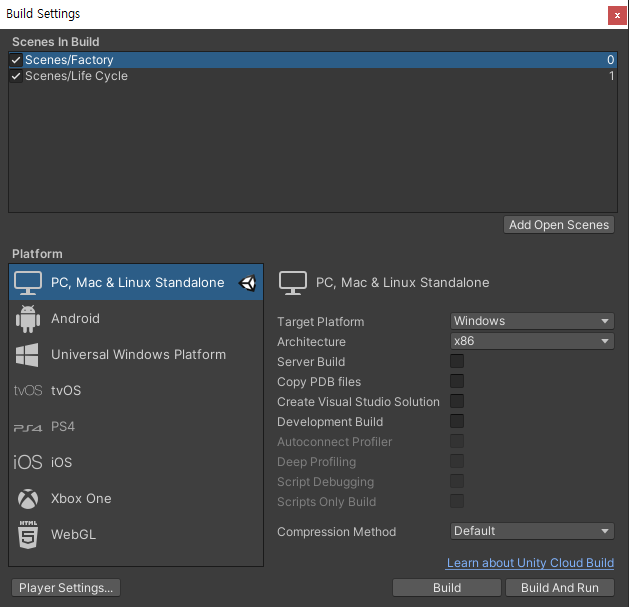 Build Settings
x
Scenes In Build
Scenes/Factory 0
Scenes/Life Cycle 1
Add Open Scenes
Platform
PC, Mac & Linux Standalone
Android
Universal Windows Platform
tvOS tvOS
PS4 PS4
iOS iOS
Xbox One
HTML 5 WebGL
PC, Mac & Linux Standalone
Target Platform Windows
Architecture x86
Server Build
Copy PDB files
Create Visual Studio Solution
Development Build
Autoconnect Profiler
Deep Profiling
Script Debugging
Scripts Only Build
Compression Method Default
Learn about Unity Cloud Build
Player Settings... Build Build And Run